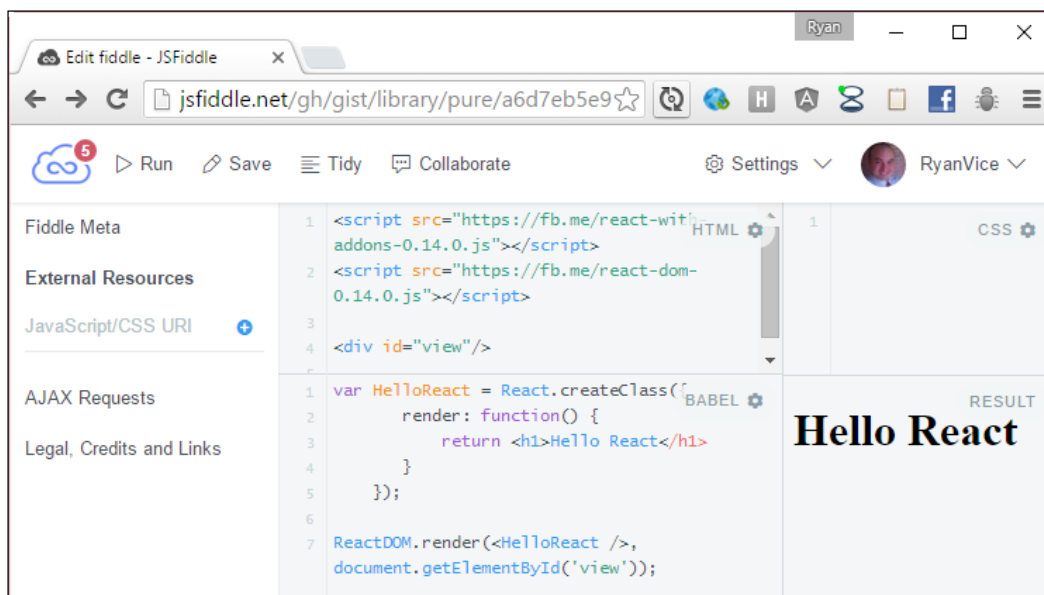 Ryan
Edit fiddle - JSFiddle
jsfiddle.net/gh/gist/library/pure/a6d7eb5e9
5
Run
Save
Tidy
Collaborate
Settings
RyanVice
Fiddle Meta
External Resources
JavaScript/CSS URI
AJAX Requests
Legal, Credits and Links
HTML
1 <script src="https://fb.me/react-with-
addons-0.14.0.js"></script>
2 <script src="https://fb.me/react-dom-
0.14.0.js"></script>
3
4 <div id="view"/>
5
CSS
1
BABEL
1 var HelloReact = React.createClass({
2 render: function() {
3 return <h1>Hello React</h1>
4 }
5 });
6
7 ReactDOM.render(<HelloReact />,
document.getElementById('view'));
RESULT
Hello React